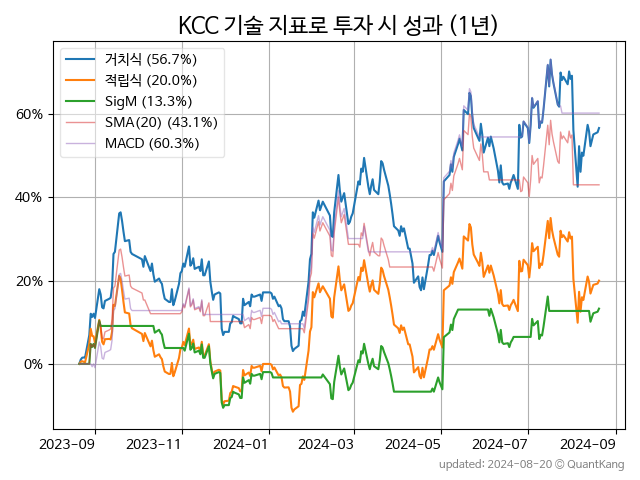 KCC 기술 지표로 투자 시 성과 (1년)
거치식 (56.7%)
적립식 (20.0%)
SigM (13.3%)
SMA(20) (43.1%)
MACD (60.3%)
60%
40%
20%
0%
2023-09 2023-11 2024-01 2024-03 2024-05 2024-07 2024-09
updated: 2024-08-20 © QuantKang